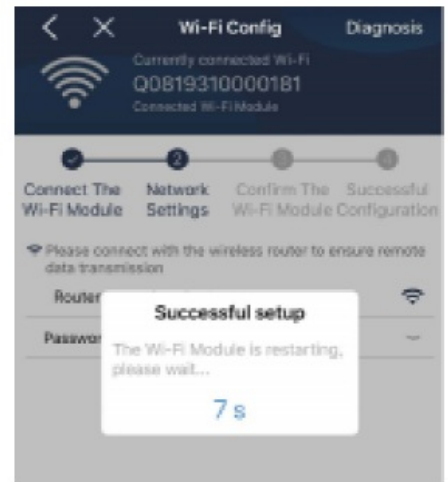 Wi-Fi Config
Diagnosis
Currently connected Wi-Fi
Q0819310000181
Connected Wi-Fi Module
2
Connect The Wi-Fi Module
Network Settings
Confirm The Wi-Fi Module
Successful Configuration
Please connect with the wireless router to ensure remote
data transmission
Router
Passwor
Successful setup
The Wi-Fi Module is restarting,
please wait...
7 s